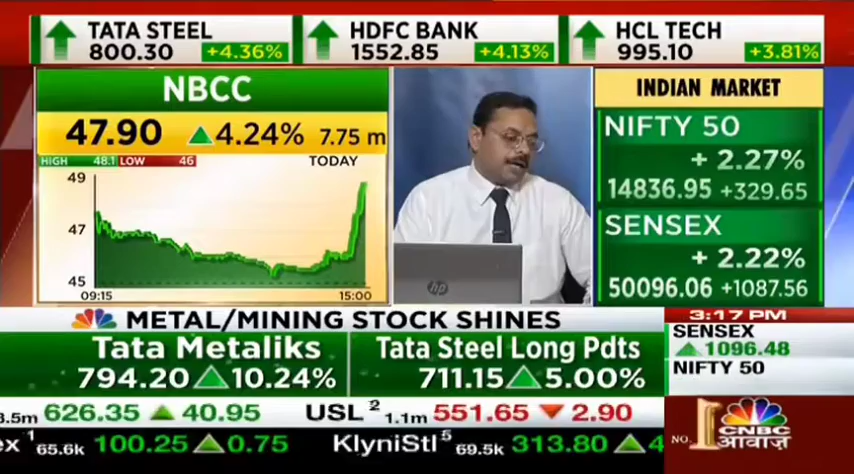 TATA STEEL
800.30 +4.36%
HDFC BANK
1552.85 +4.13%
HCL TECH
995.10 +3.81%
NBCC
47.90 4.24% 7.75 m
HIGH 48.1 LOW 46 TODAY
49
47
45
09:15 15:00
hp
INDIAN MARKET
NIFTY 50
+ 2.27%
14836.95 +329.65
SENSEX
+ 2.22%
50096.06 +1087.56
METAL/MINING STOCK SHINES
Tata Metaliks
794.20 10.24%
Tata Steel Long Pdts
711.15 5.00%
3:17 PM
SENSEX
1096.48
NIFTY 50
3.5m 626.35 40.95 USL 2 1.1m 551.65 2.90
ex 1 65.6k 100.25 0.75 KlyniStl 5 69.5k 313.80 4
NO. 1 CNBC
आवाज़